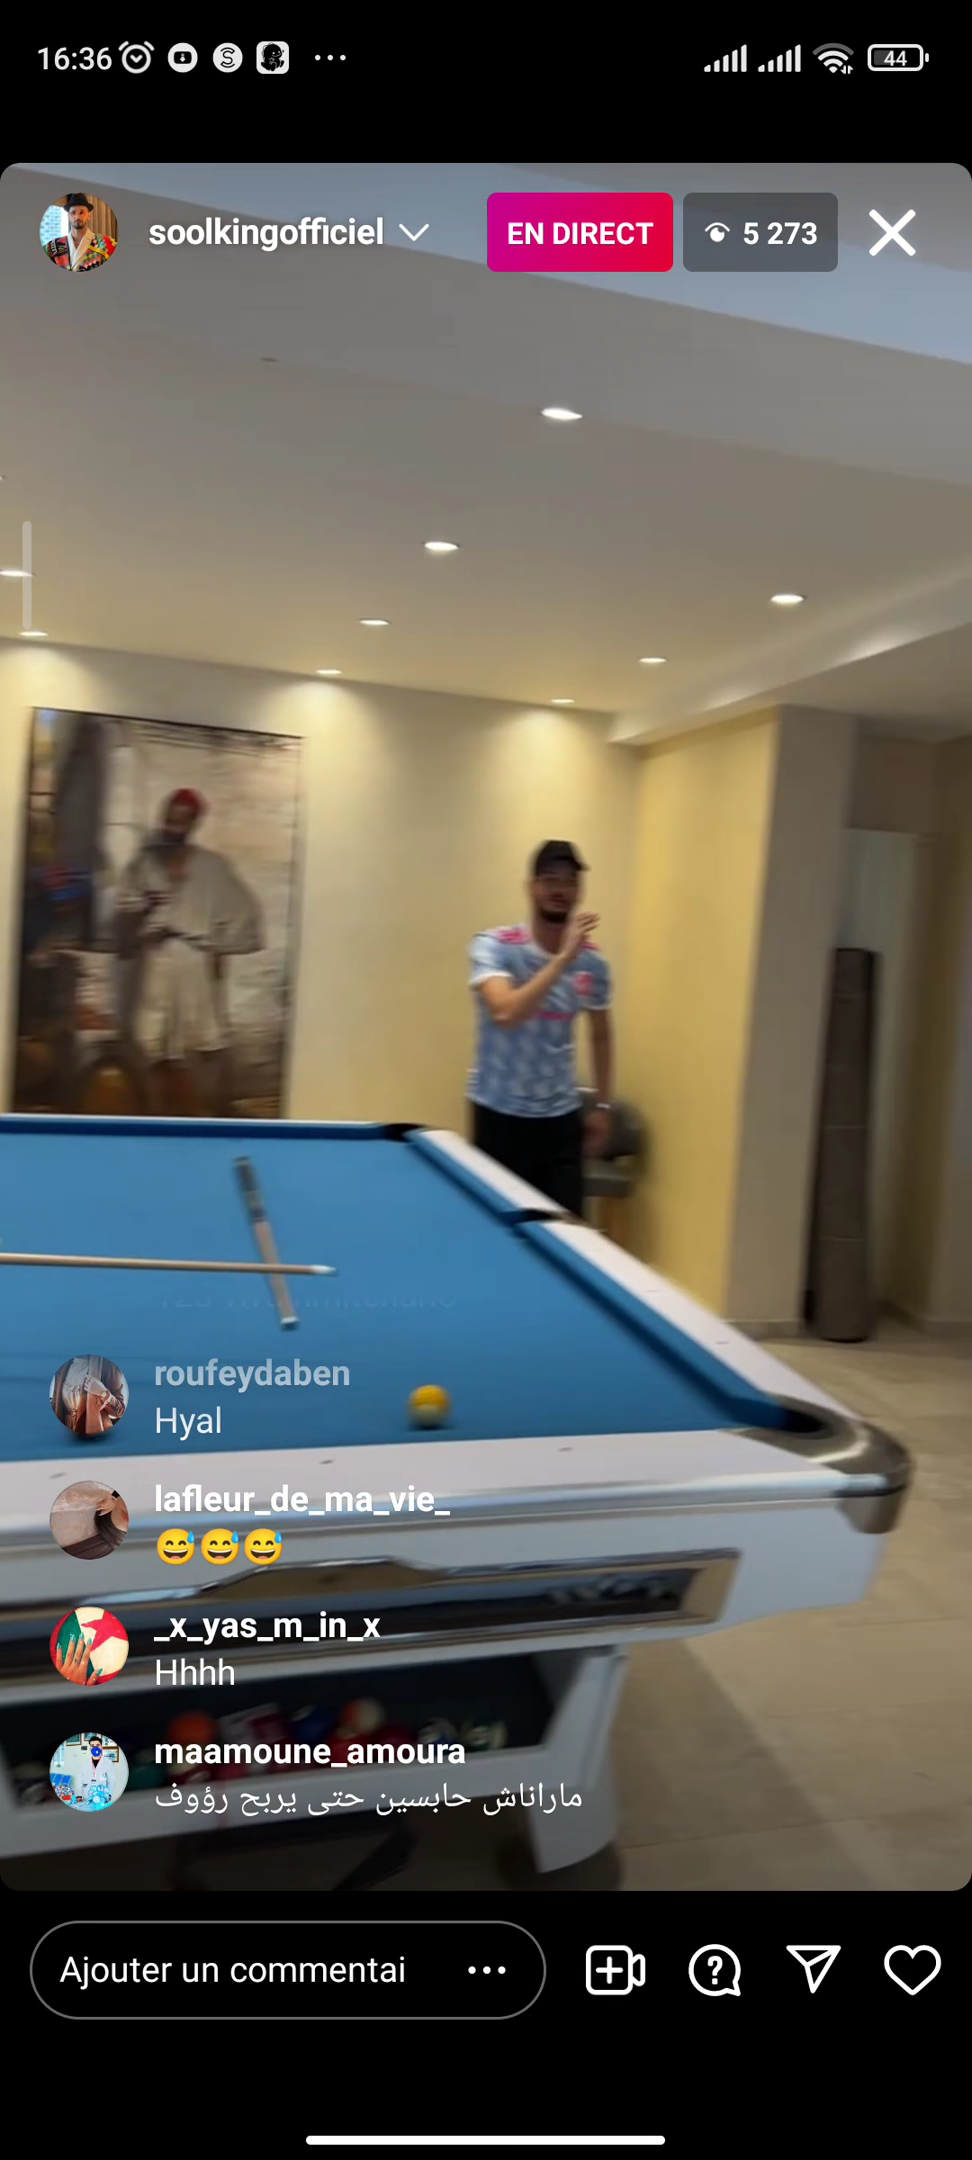 16:36
44
soolkingofficiel
EN DIRECT
5 273
roufeydaben
Hyal
lafleur_de_ma_vie_
😅😅😅
_x_yas_m_in_x
Hhhh
maamoune_amoura
ماراناش حابسين حتى يربح رؤوف
Ajouter un commentai